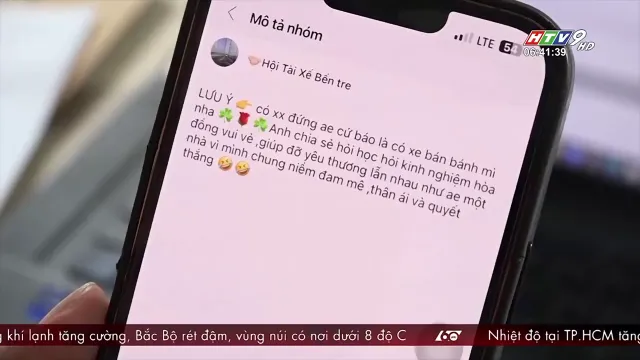 Mô tả nhóm
LTE 54
HTV9 HD
06:41:39
Hội Tài Xế Bến tre
LƯU Ý 👉 có xx đứng ae cứ báo là có xe bán bánh mì
nha ☘️🌹☘️Anh chia sẻ hỏi học hỏi kinh nghiệm hòa
đồng vui vẻ ,giúp đỡ yêu thương lẫn nhau như ae một
nhà vì mình chung niềm đam mê ,thân ái và quyết
thắng 🤪🤪
g khí lạnh tăng cường, Bắc Bộ rét đậm, vùng núi có nơi dưới 8 độ C
Nhiệt độ tại TP.HCM tăng